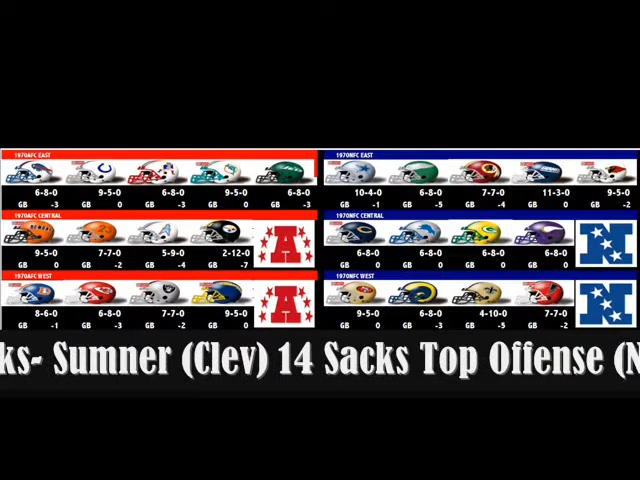 1970AFC EAST 1970NFC EAST
6-8-0 9-5-0 6-8-0 9-5-0 6-8-0 10-4-0 6-8-0 7-7-0 11-3-0 9-5-0
GB -3 GB 0 GB -3 GB 0 GB -3 GB -1 GB -5 GB -4 GB 0 GB -2
1970AFC CENTRAL 1970NFC CENTRAL
9-5-0 7-7-0 5-9-0 2-12-0 6-8-0 6-8-0 6-8-0 6-8-0
GB 0 GB -2 GB -4 GB -7 GB 0 GB 0 GB 0 GB 0
1970AFC WEST 1970NFC WEST
8-6-0 6-8-0 7-7-0 9-5-0 9-5-0 6-8-0 4-10-0 7-7-0
GB -1 GB -3 GB -2 GB 0 GB 0 GB -3 GB -5 GB -2
ks- Sumner (Clev) 14 Sacks Top Offense (N